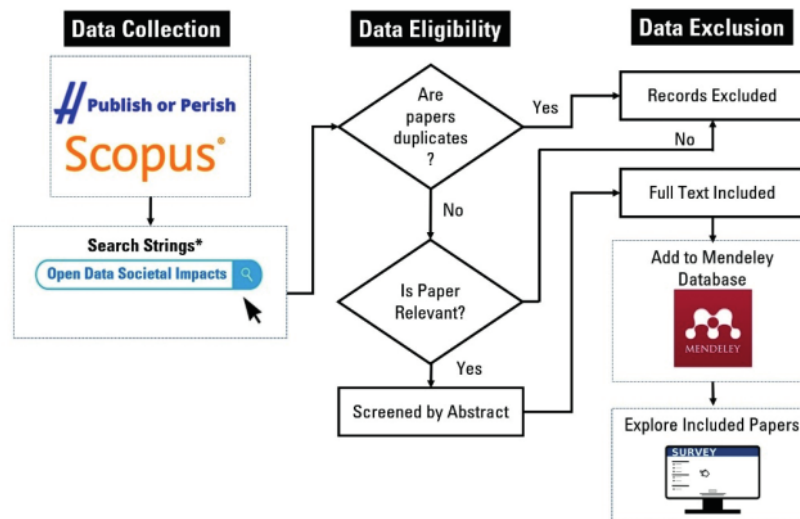 Data Collection
Publish or Perish
Scopus®
Search Strings*
Open Data Societal Impacts
Data Eligibility
Are
papers
duplicates
?
Yes
No
Is Paper
Relevant?
Yes
Screened by Abstract
Data Exclusion
Records Excluded
No
Full Text Included
Add to Mendeley
Database
MENDELEY
Explore Included Papers
SURVEY